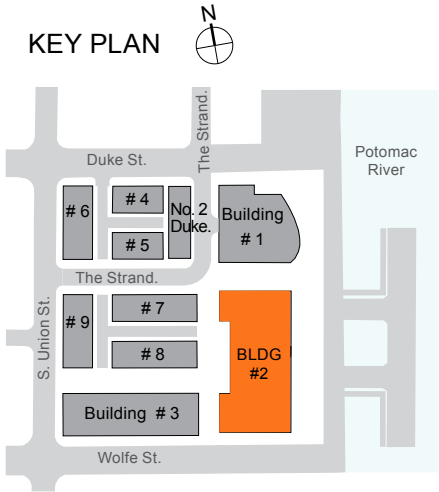 N
KEY PLAN
The Strand.
Duke St.
Potomac
River
# 6
# 4
No. 2
Duke.
# 5
Building
# 1
The Strand.
S. Union St.
# 9
# 7
# 8
BLDG
#2
Building # 3
Wolfe St.